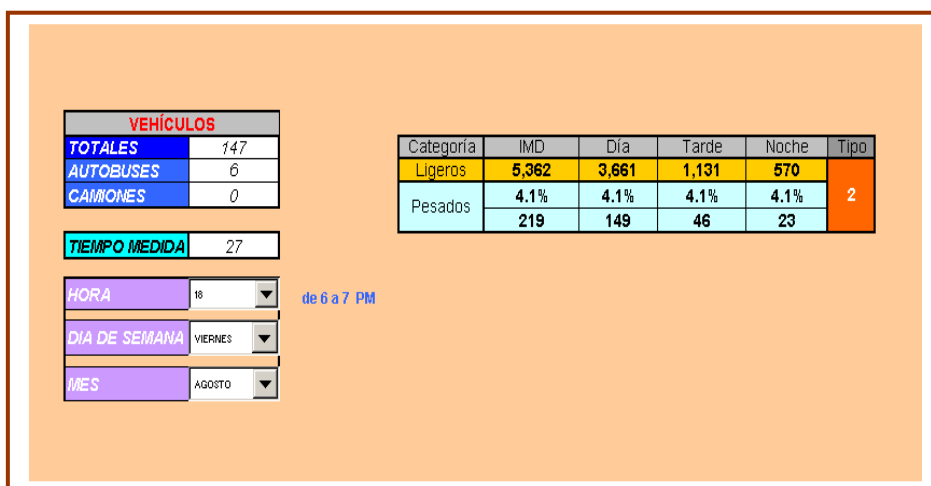 VEHÍCULOS
TOTALES 147
AUTOBUSES 6
CAMIONES 0
TIEMPO MEDIDA 27
HORA 18 de 6 a 7 PM
DIA DE SEMANA VIERNES
MES AGOSTO
Categoría IMD Día Tarde Noche Tipo
Ligeros 5,362 3,661 1,131 570
Pesados 4.1% 4.1% 4.1% 4.1% 2
219 149 46 23